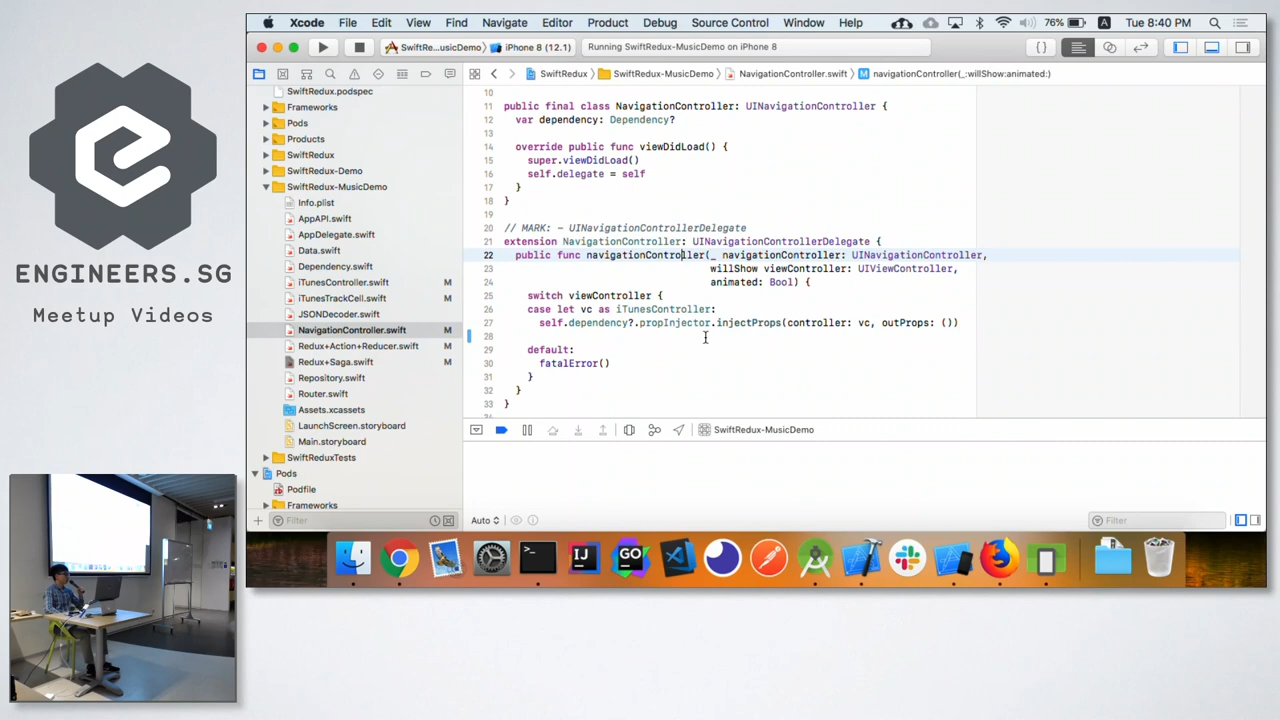 Xcode File Edit View Find Navigate Editor Product Debug Source Control Window Help 76% A Tue 8:40 PM
SwiftRe...usicDemo iPhone 8 (12.1) Running SwiftRedux-MusicDemo on iPhone 8
SwiftRedux SwiftRedux-MusicDemo NavigationController.swift M navigationController(_:willShow:animated:)
ENGINEERS.SG
Meetup Videos
SwiftRedux.podspec
Frameworks
Pods
Products
SwiftRedux
SwiftRedux-Demo
SwiftRedux-MusicDemo
Info.plist
AppAPI.swift
AppDelegate.swift
Data.swift
Dependency.swift
iTunesController.swift M
iTunesTrackCell.swift M
JSONDecoder.swift
NavigationController.swift M
Redux+Action+Reducer.swift M
Redux+Saga.swift M
Repository.swift
Router.swift
Assets.xcassets
LaunchScreen.storyboard
Main.storyboard
SwiftReduxTests
Pods
Podfile
Frameworks
Filter
10
11 public final class NavigationController: UINavigationController {
12 var dependency: Dependency?
13
14 override public func viewDidLoad() {
15 super.viewDidLoad()
16 self.delegate = self
17 }
18 }
19
20 // MARK: - UINavigationControllerDelegate
21 extension NavigationController: UINavigationControllerDelegate {
22 public func navigationController(_ navigationController: UINavigationController,
23 willShow viewController: UIViewController,
24 animated: Bool) {
25 switch viewController {
26 case let vc as iTunesController:
27 self.dependency?.propInjector.injectProps(controller: vc, outProps: ())
28
29 default:
30 fatalError()
31 }
32 }
33 }
SwiftRedux-MusicDemo
Auto Filter
IJ
GO